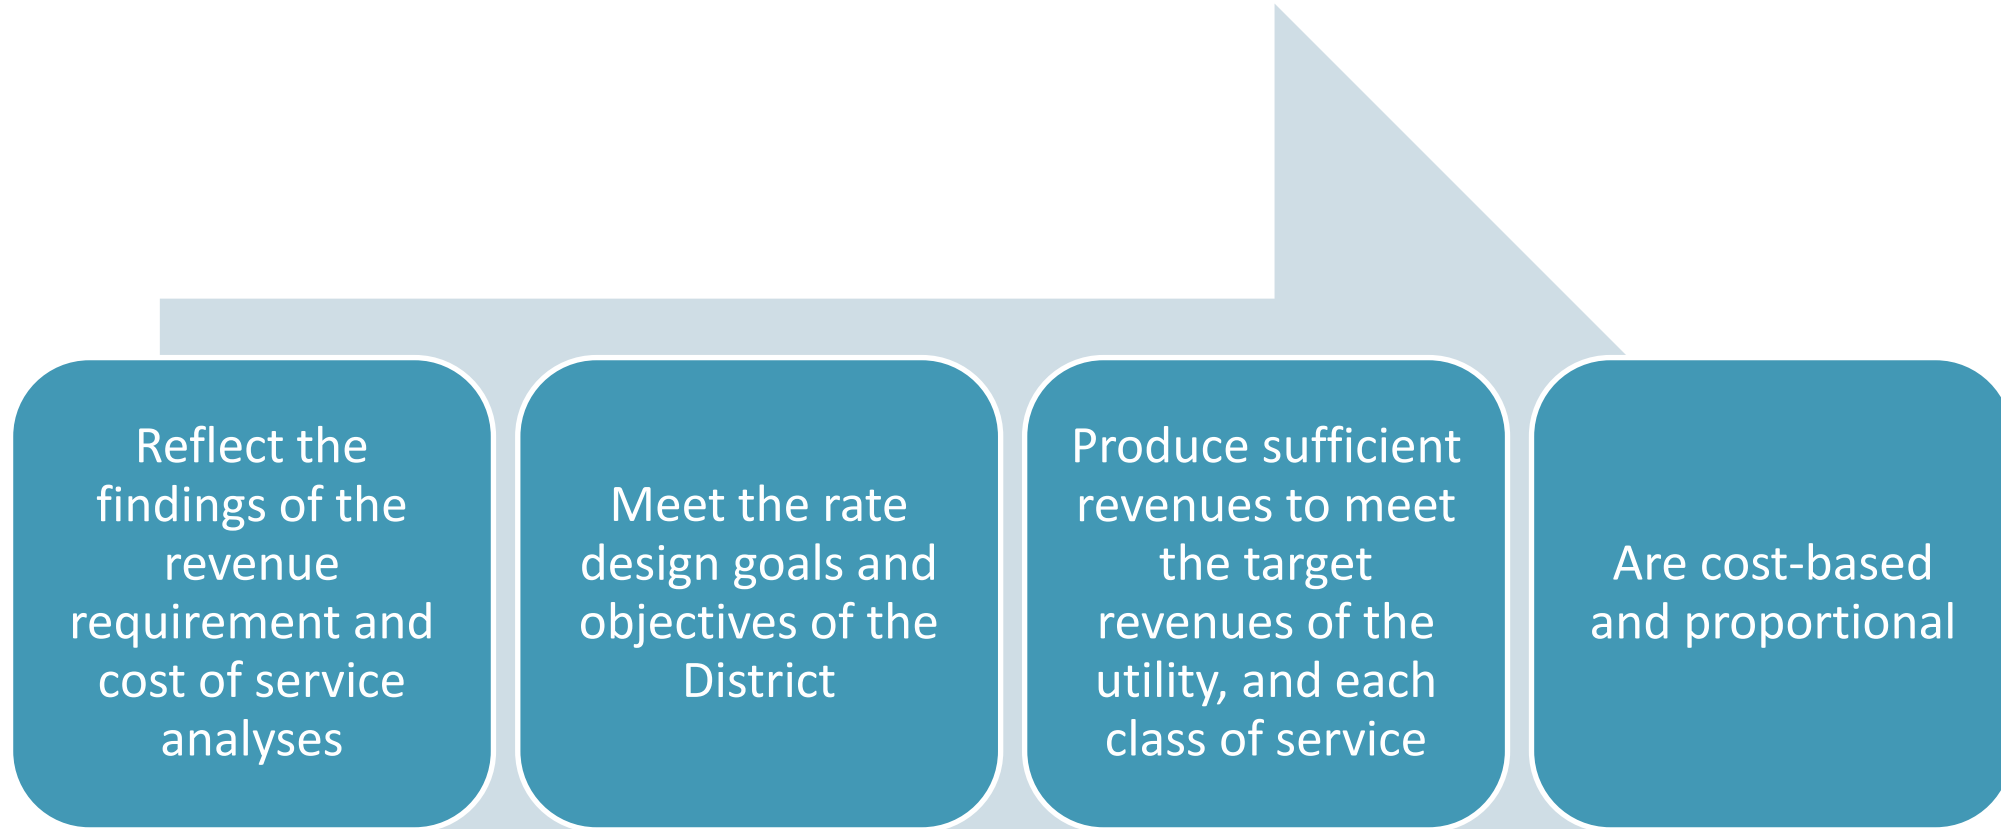 Reflect the
findings of the
revenue
requirement and
cost of service
analyses
Meet the rate
design goals and
objectives of the
District
Produce sufficient
revenues to meet
the target
revenues of the
utility, and each
class of service
Are cost-based
and proportional